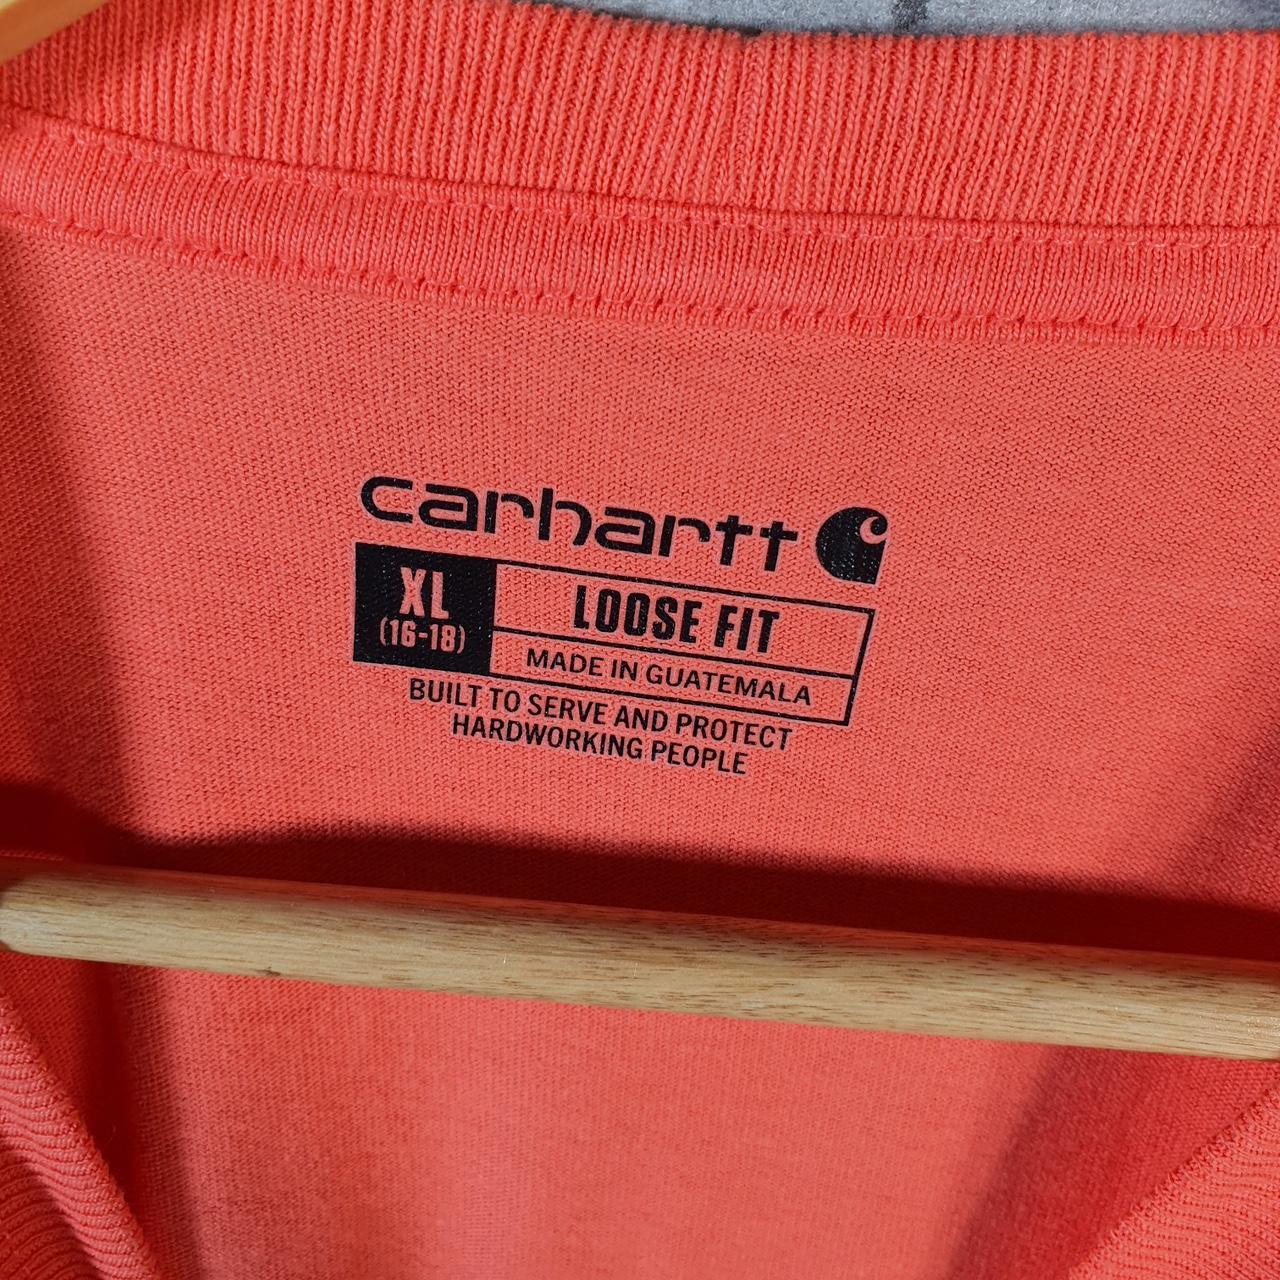 carhartt
XL
(16-18)
LOOSE FIT
MADE IN GUATEMALA
BUILT TO SERVE AND PROTECT
HARDWORKING PEOPLE